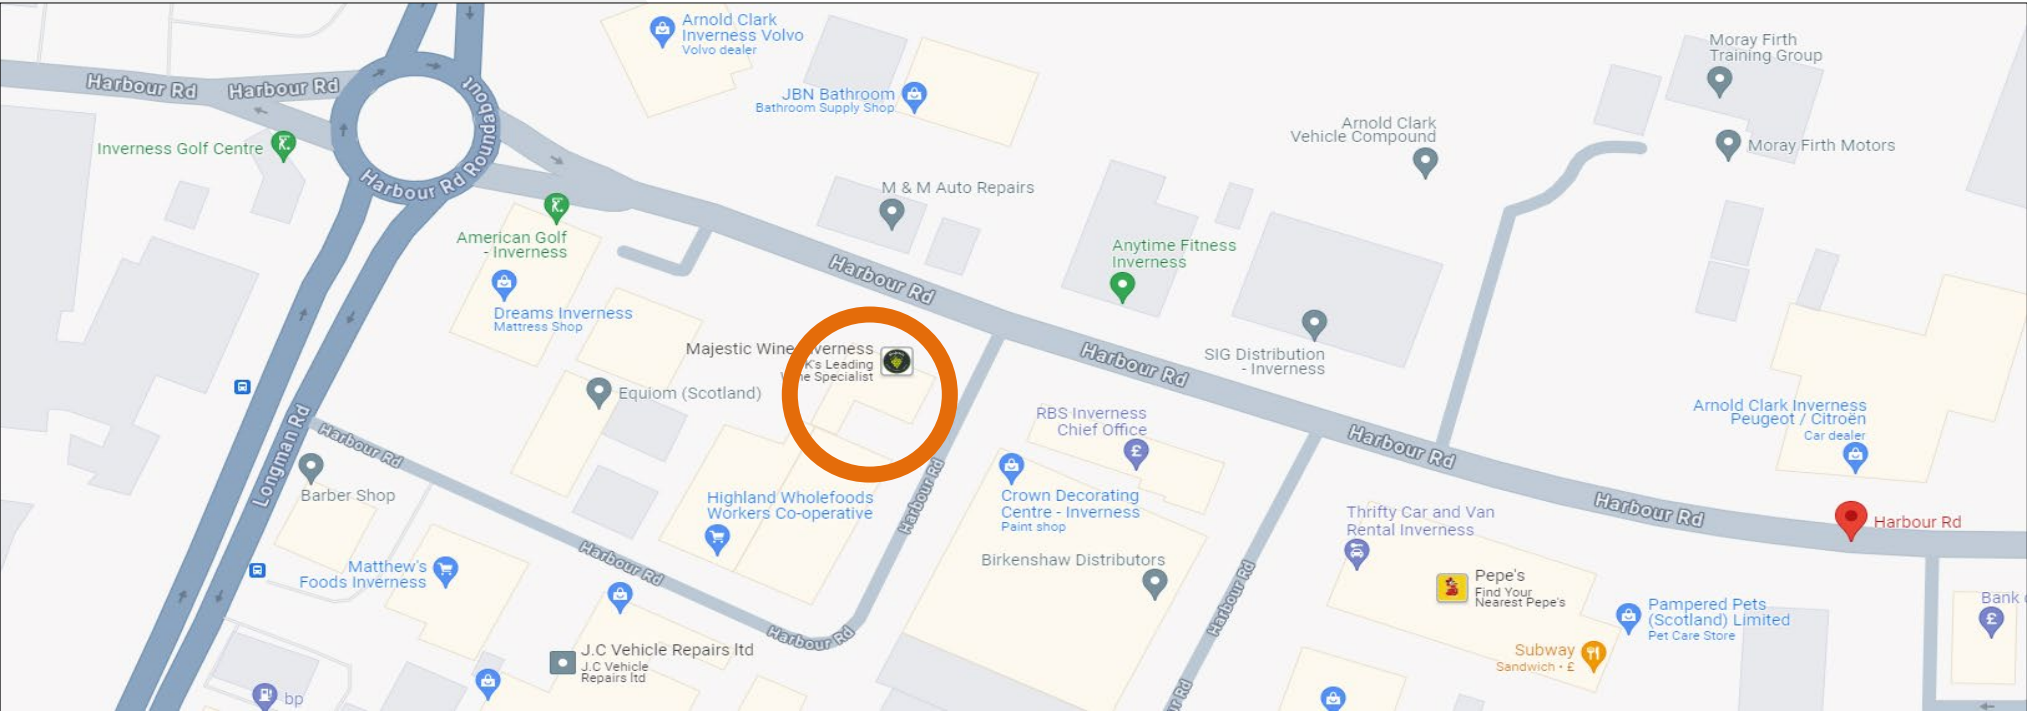 Arnold Clark
Inverness Volvo
Volvo dealer
Moray Firth
Training Group
Harbour Rd
Harbour Rd
JBN Bathroom
Bathroom Supply Shop
Arnold Clark
Vehicle Compound
Inverness Golf Centre
Moray Firth Motors
Harbour Rd Roundabout
M & M Auto Repairs
American Golf
- Inverness
Anytime Fitness
Inverness
Harbour Rd
Dreams Inverness
Mattress Shop
Majestic Wine
Leading
Specialist
SIG Distribution
- Inverness
Harbour Rd
Equiom (Scotland)
RBS Inverness
Chief Office
£
Arnold Clark Inverness
Peugeot / Citroën
Car dealer
Longman Rd
Harbour Rd
Harbour Rd
Barber Shop
Highland Wholefoods
Workers Co-operative
Harbour Rd
Crown Decorating
Centre - Inverness
Paint shop
Thrifty Car and Van
Rental Inverness
Harbour Rd
Harbour Rd
Matthew's
Foods Inverness
Harbour Rd
Birkenshaw Distributors
Harbour Rd
Pepe's
Find Your
Nearest Pepe's
Pampered Pets
(Scotland) Limited
Pet Care Store
Bank
£
Harbour Rd
J.C Vehicle Repairs ltd
J.C Vehicle
Repairs ltd
Subway
Sandwich • £
bp
Rd